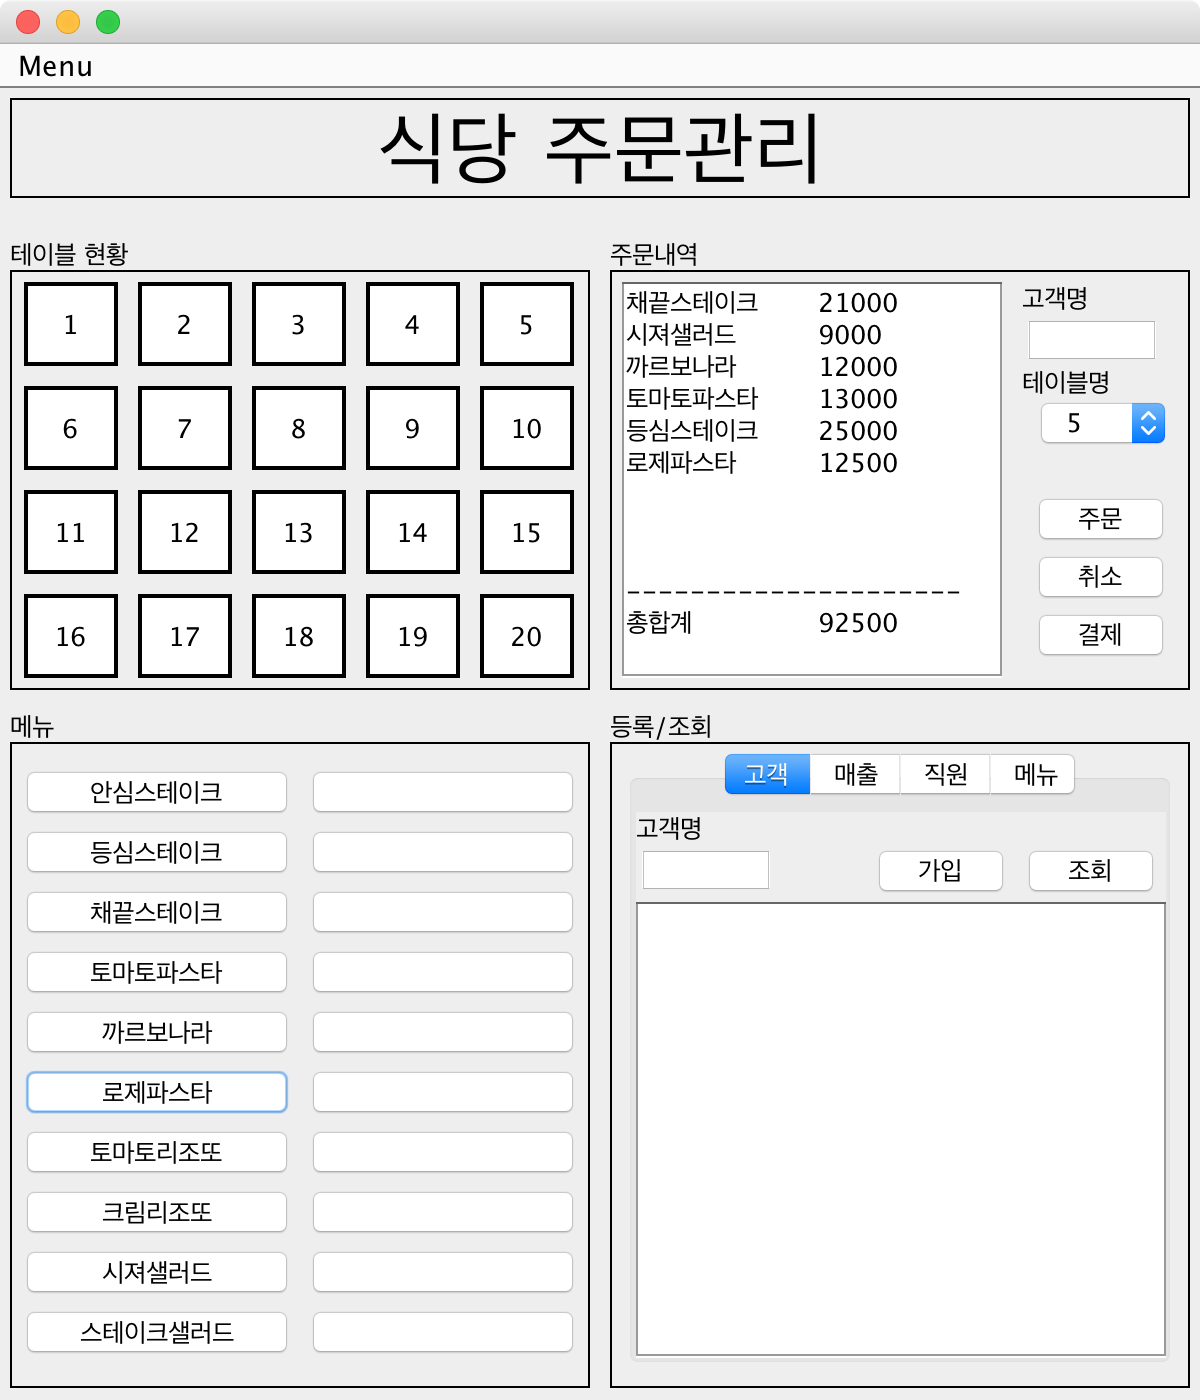 Menu
식당 주문관리
테이블 현황
1 2 3 4 5
6 7 8 9 10
11 12 13 14 15
16 17 18 19 20
주문내역
채끝스테이크 21000
시져샐러드 9000
까르보나라 12000
토마토파스타 13000
등심스테이크 25000
로제파스타 12500
---------------------
총합계 92500
고객명
테이블명
5
주문
취소
결제
메뉴
안심스테이크
등심스테이크
채끝스테이크
토마토파스타
까르보나라
로제파스타
토마토리조또
크림리조또
시져샐러드
스테이크샐러드
등록/조회
고객 매출 직원 메뉴
고객명
가입 조회